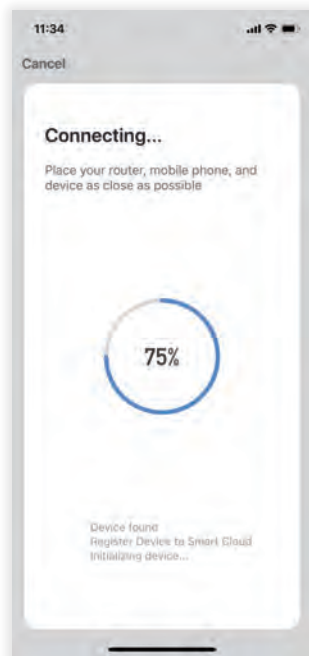 11:34
Cancel
Connecting...
Place your router, mobile phone, and
device as close as possible
75%
Device found
Register Device to Smart Cloud
Initializing device...